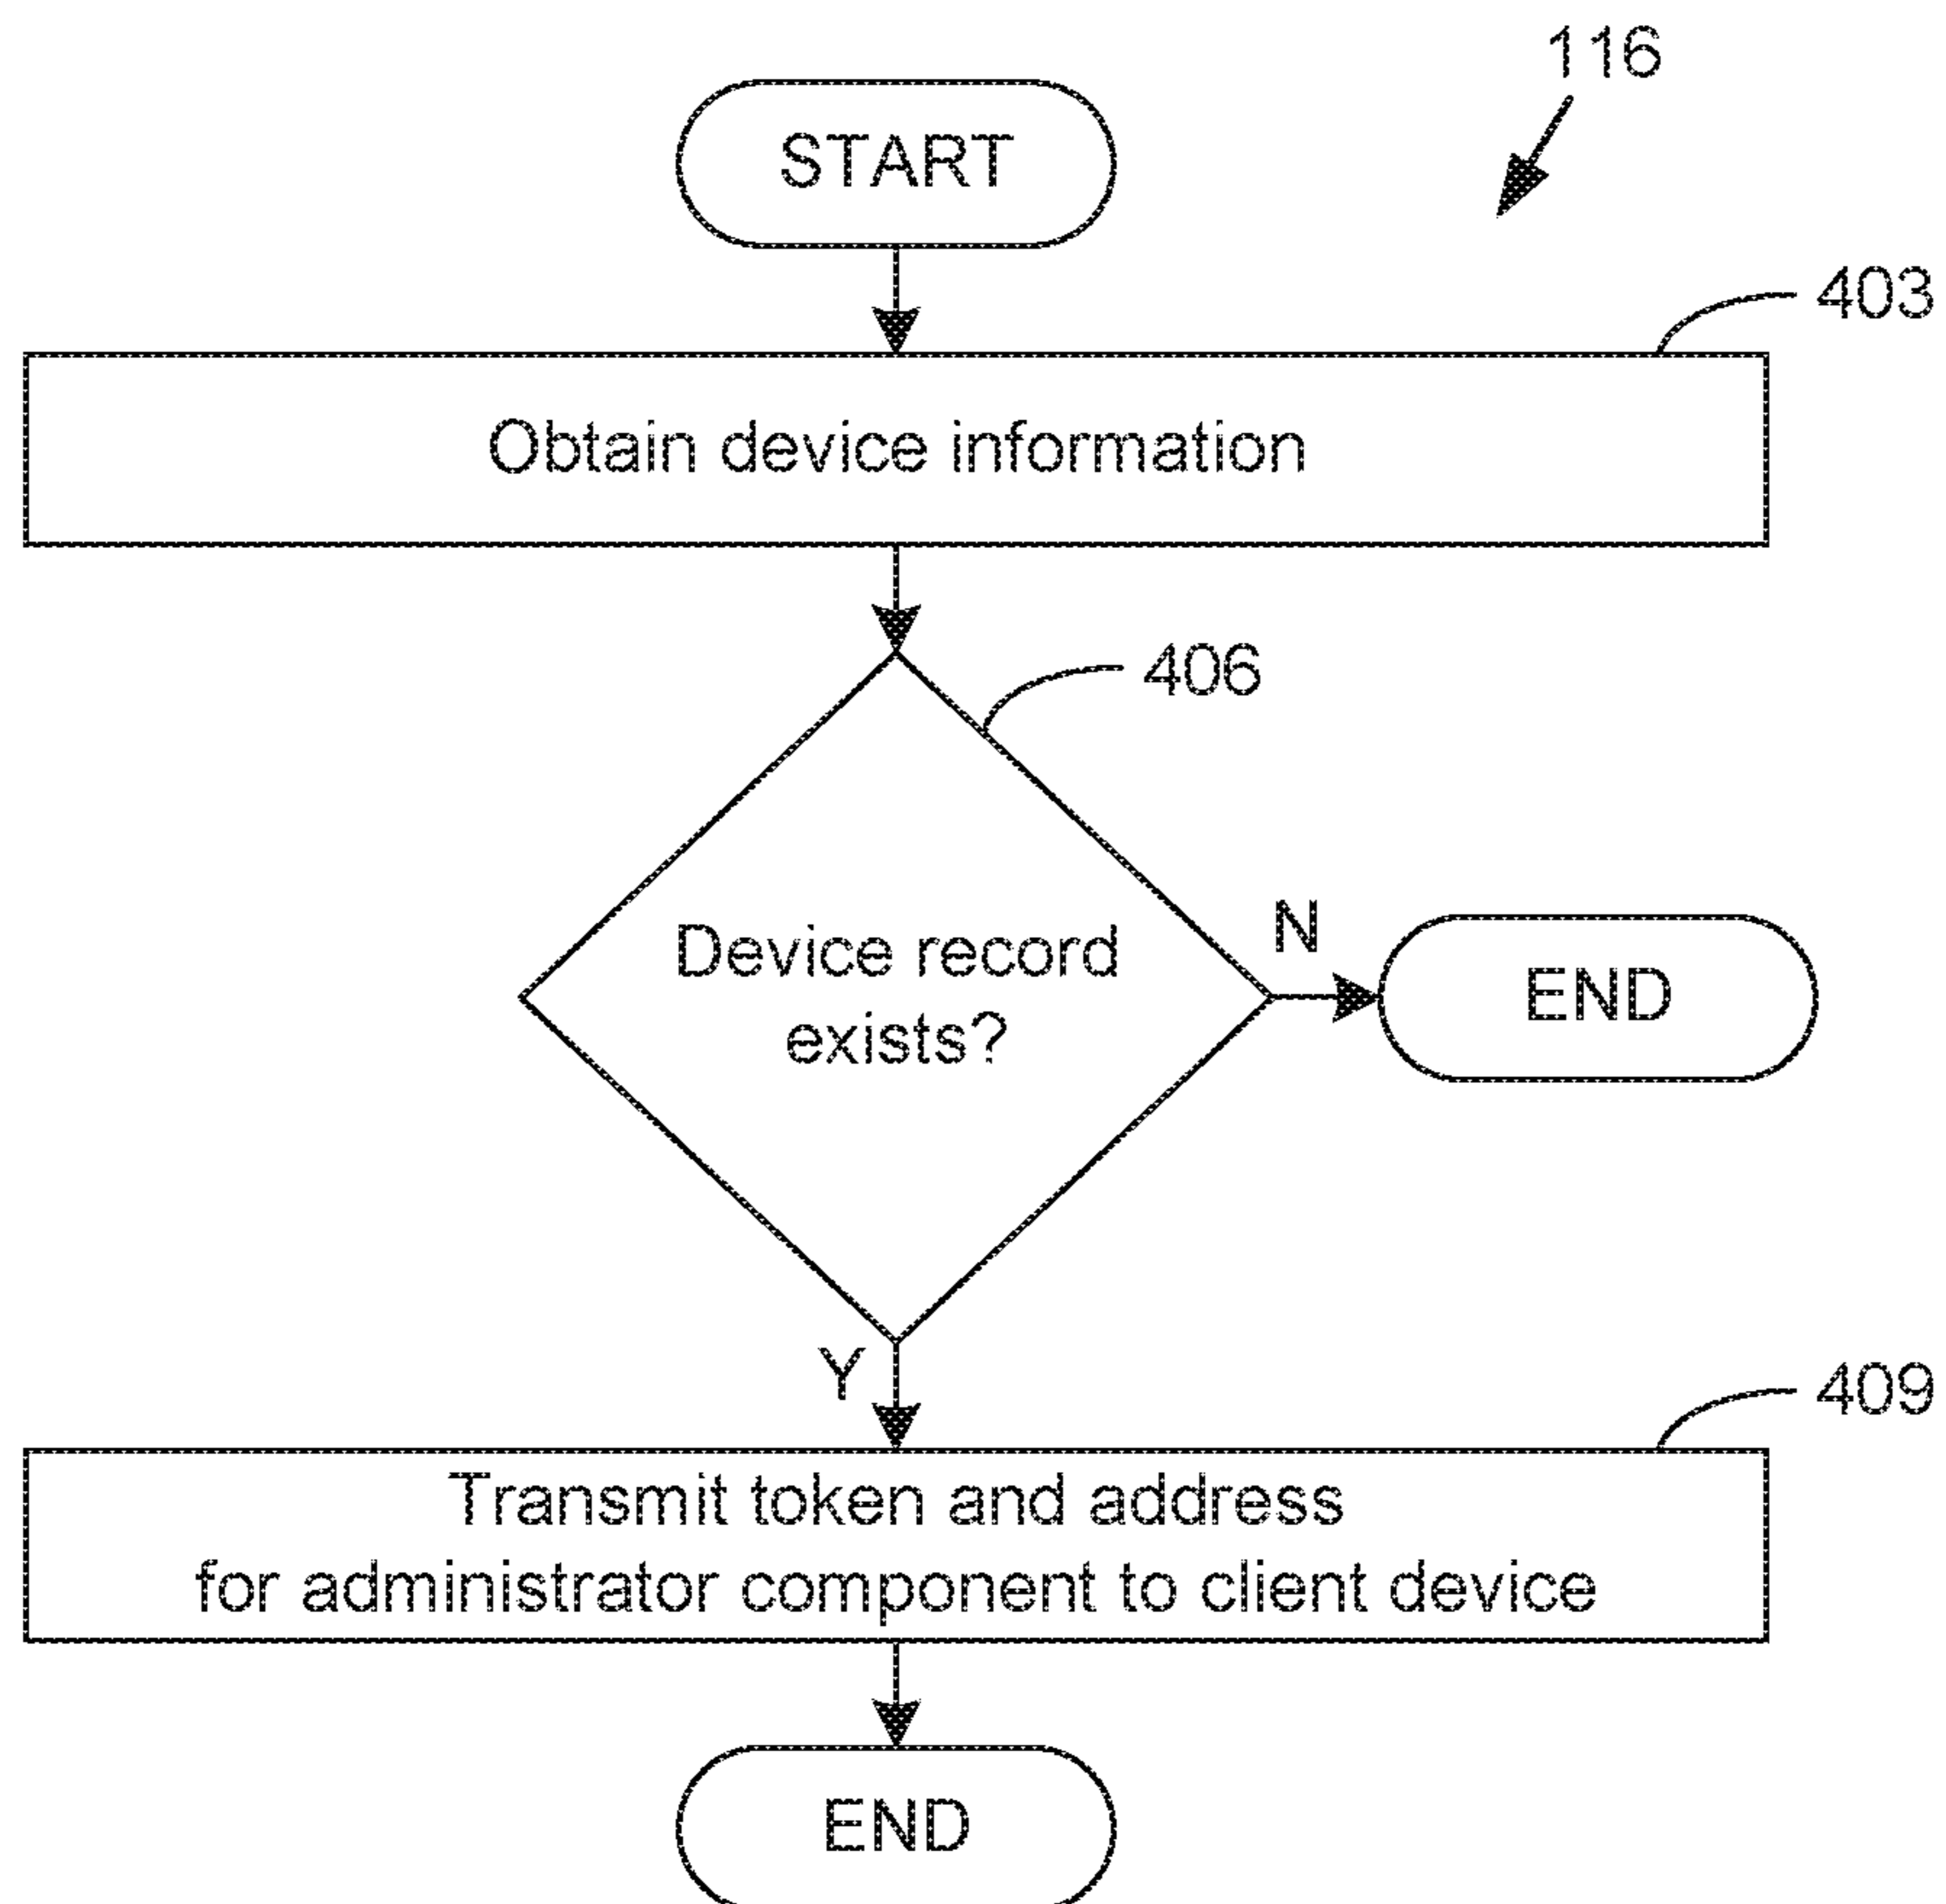 116
START
403
Obtain device information
406
Device record
exists?
N
END
Y
409
Transmit token and address
for administrator component to client device
END